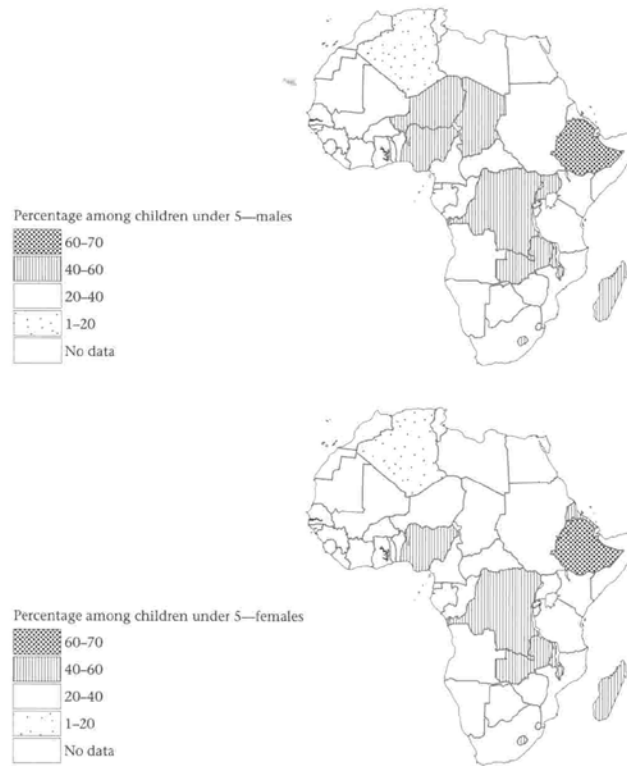 Percentage among children under 5—males
60–70
40–60
20–40
1–20
No data
Percentage among children under 5—females
60–70
40–60
20–40
1–20
No data